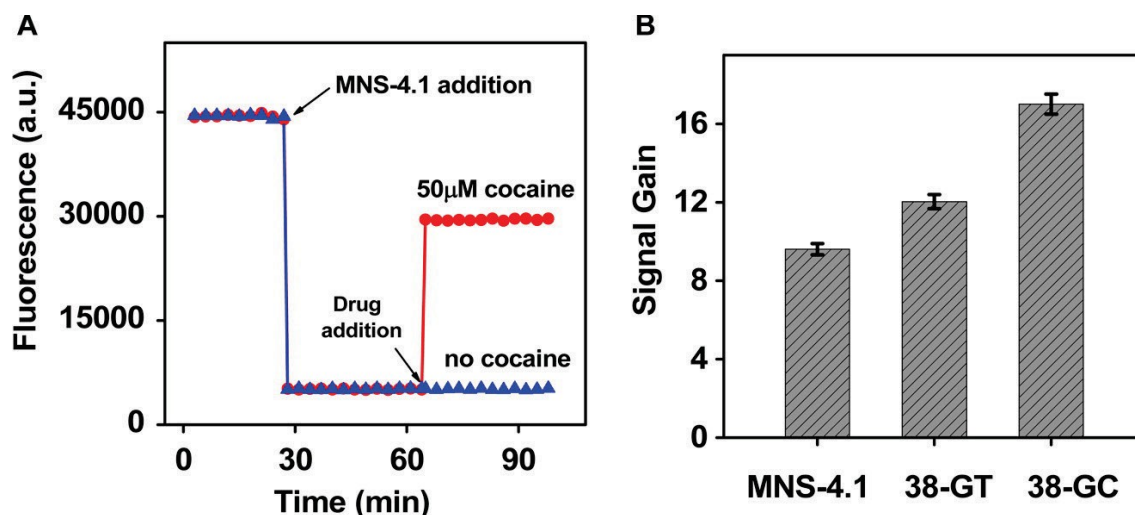 A
Fluorescence (a.u.)
45000
30000
15000
0
MNS-4.1 addition
50μM cocaine
Drug
addition
no cocaine
0 30 60 90
Time (min)
B
Signal Gain
16
12
8
4
MNS-4.1 38-GT 38-GC